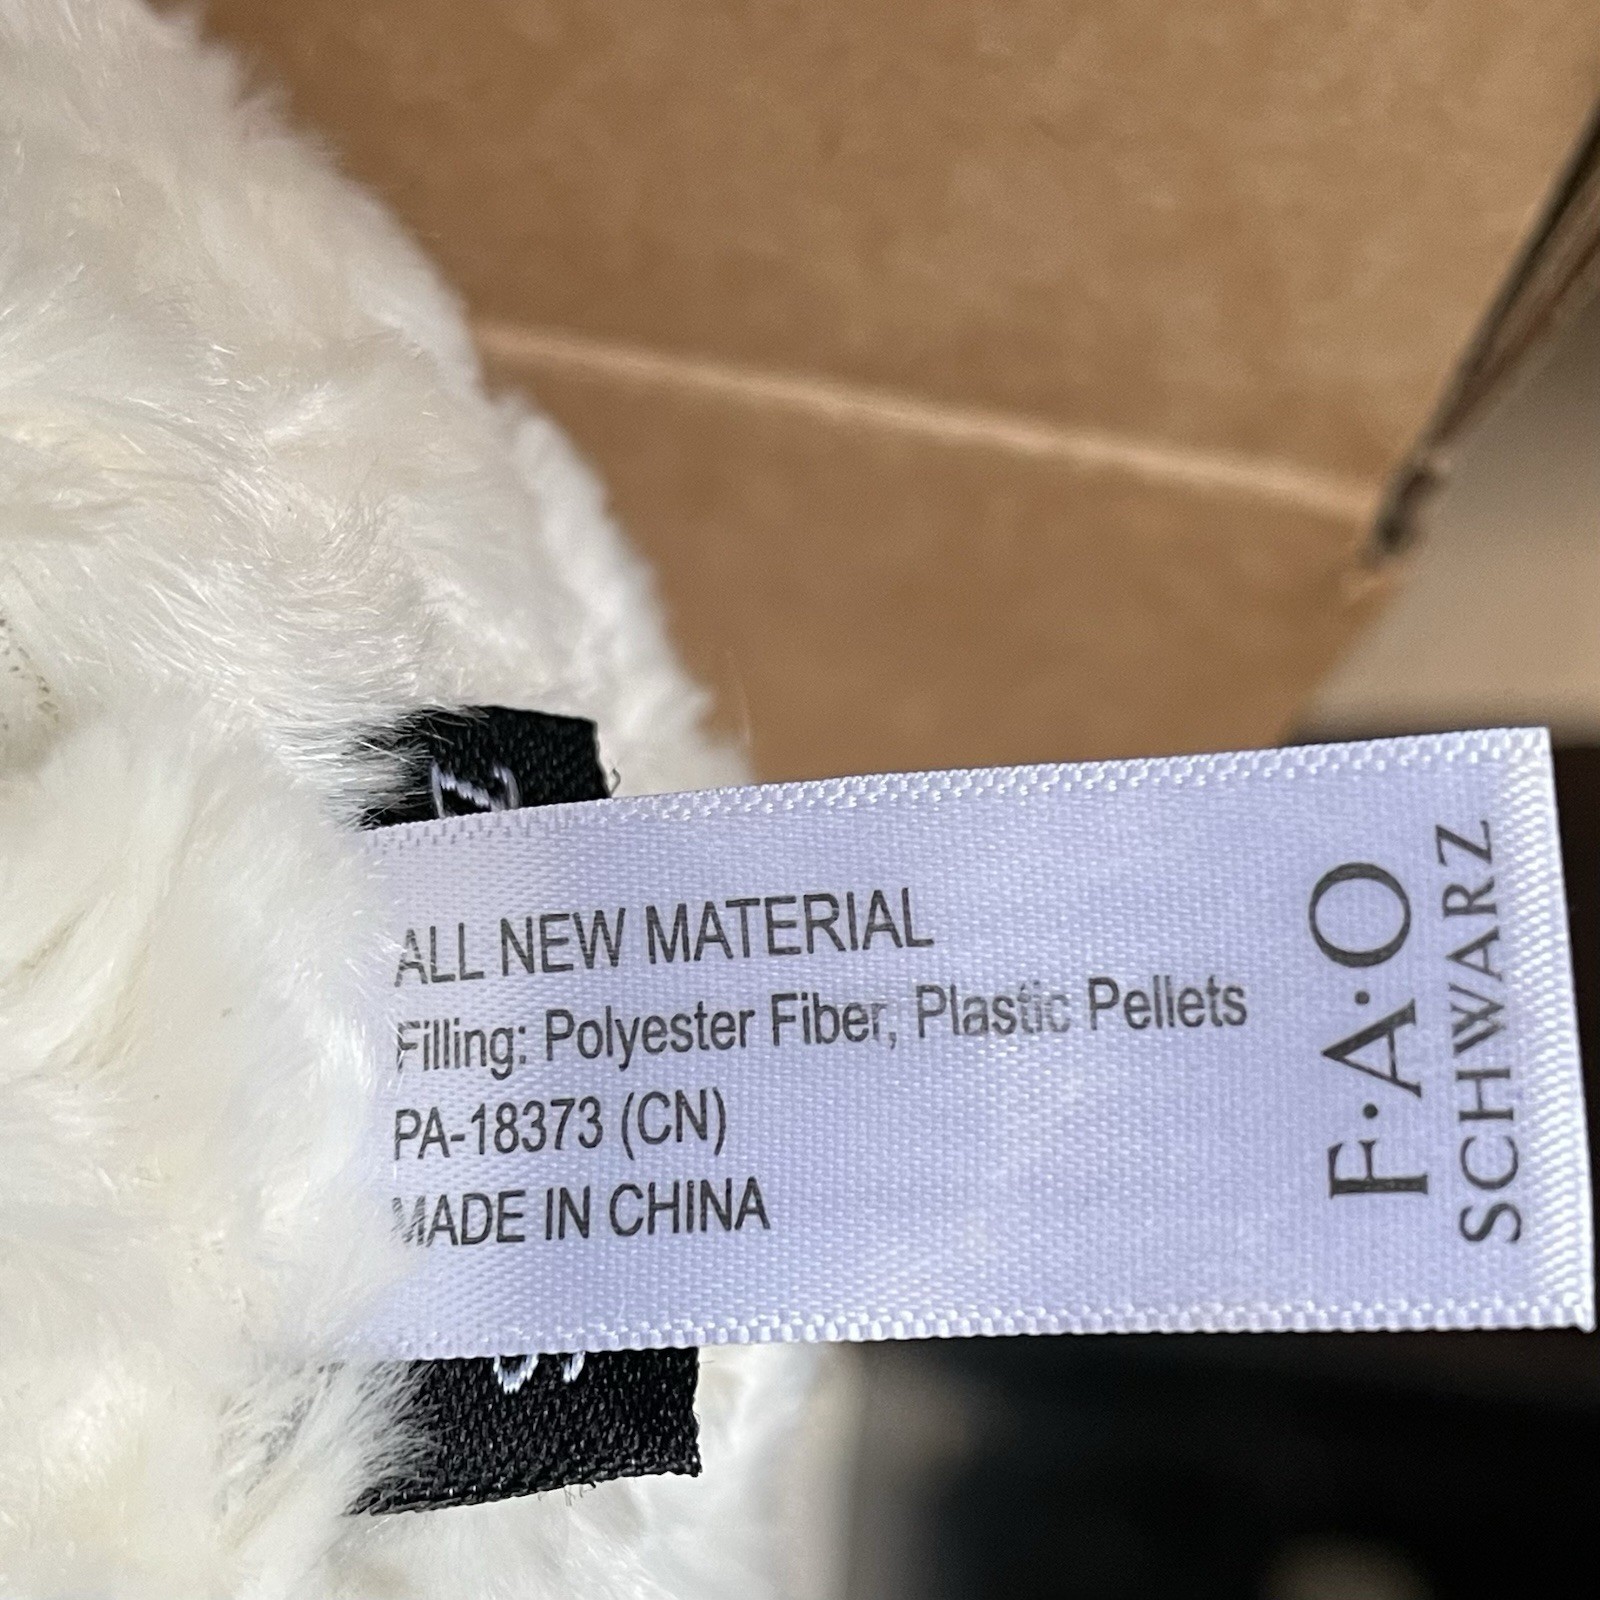 ALL NEW MATERIAL
Filling: Polyester Fiber, Plastic Pellets
PA-18373 (CN)
MADE IN CHINA
F·A·O
SCHWARZ